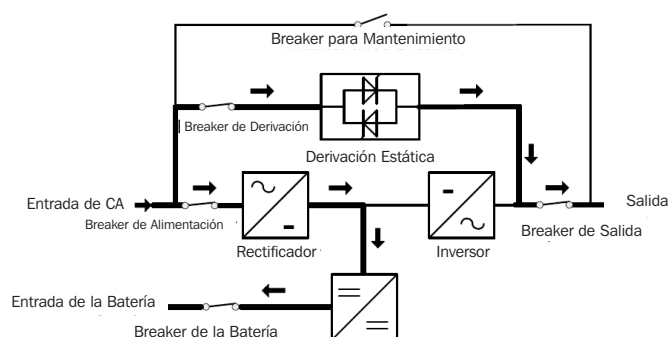 Breaker para Mantenimiento
Breaker de Derivación
Derivación Estática
Entrada de CA
Salida
Breaker de Alimentación
Breaker de Salida
Rectificador
Inversor
Entrada de la Batería
Breaker de la Batería